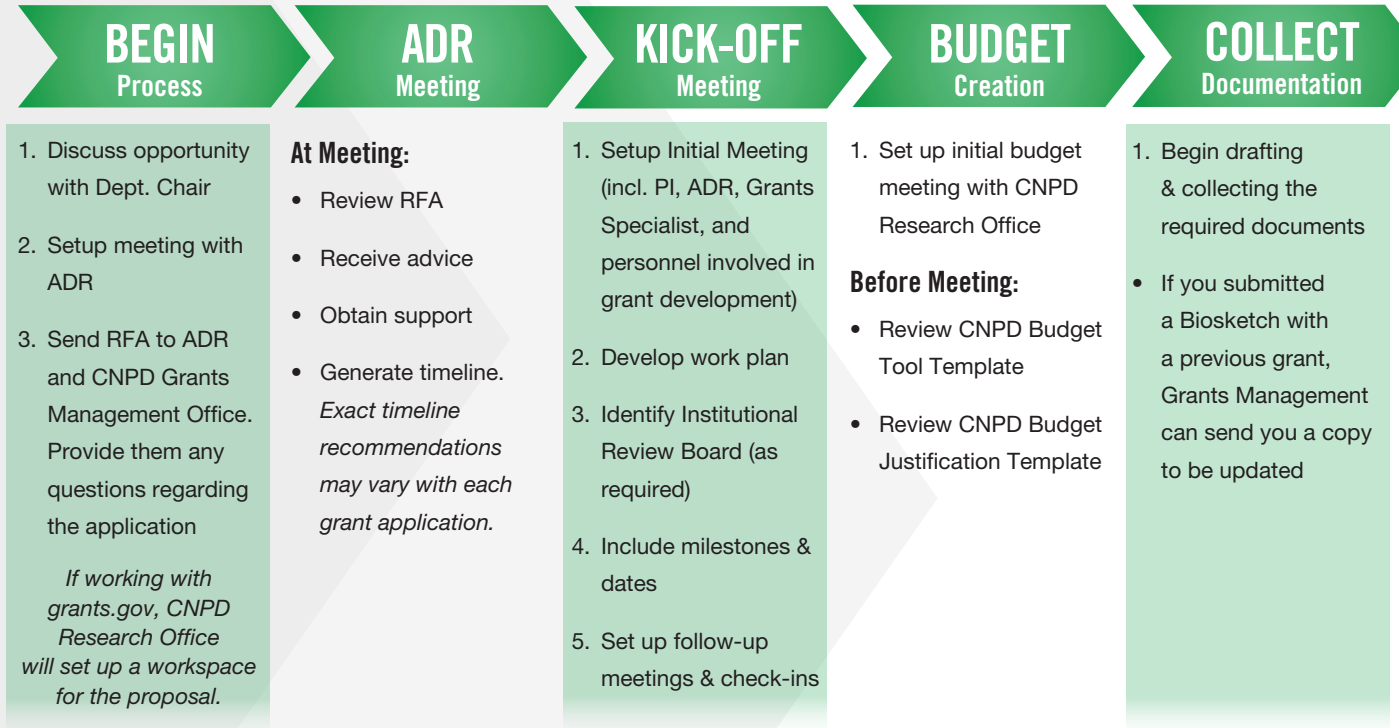 BEGIN
Process
1. Discuss opportunity
with Dept. Chair
2. Setup meeting with
ADR
3. Send RFA to ADR
and CNPD Grants
Management Office.
Provide them any
questions regarding
the application
If working with
grants.gov, CNPD
Research Office
will set up a workspace
for the proposal.
ADR
Meeting
At Meeting:
• Review RFA
• Receive advice
• Obtain support
• Generate timeline.
Exact timeline
recommendations
may vary with each
grant application.
KICK-OFF
Meeting
1. Setup Initial Meeting
(incl. PI, ADR, Grants
Specialist, and
personnel involved in
grant development)
2. Develop work plan
3. Identify Institutional
Review Board (as
required)
4. Include milestones &
dates
5. Set up follow-up
meetings & check-ins
BUDGET
Creation
1. Set up initial budget
meeting with CNPD
Research Office
Before Meeting:
• Review CNPD Budget
Tool Template
• Review CNPD Budget
Justification Template
COLLECT
Documentation
1. Begin drafting
& collecting the
required documents
• If you submitted
a Biosketch with
a previous grant,
Grants Management
can send you a copy
to be updated